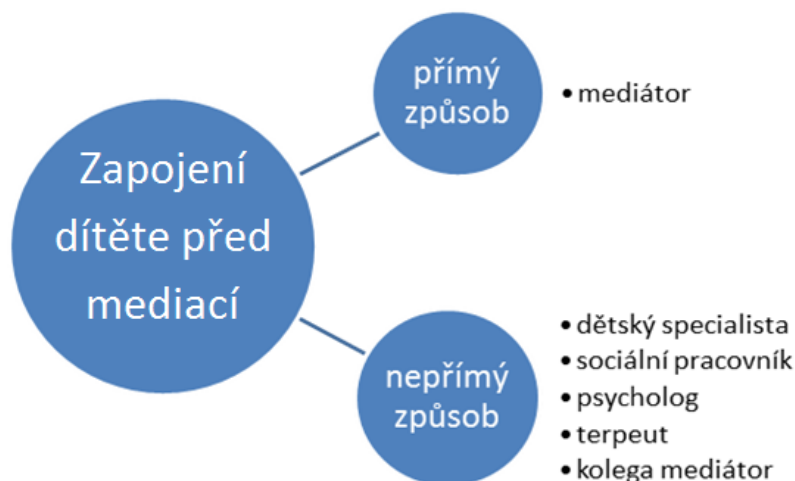 Zapojení
dítěte před
mediací
přímý
způsob
• mediátor
nepřímý
způsob
• dětský specialista
• sociální pracovník
• psycholog
• terpeut
• kolega mediátor